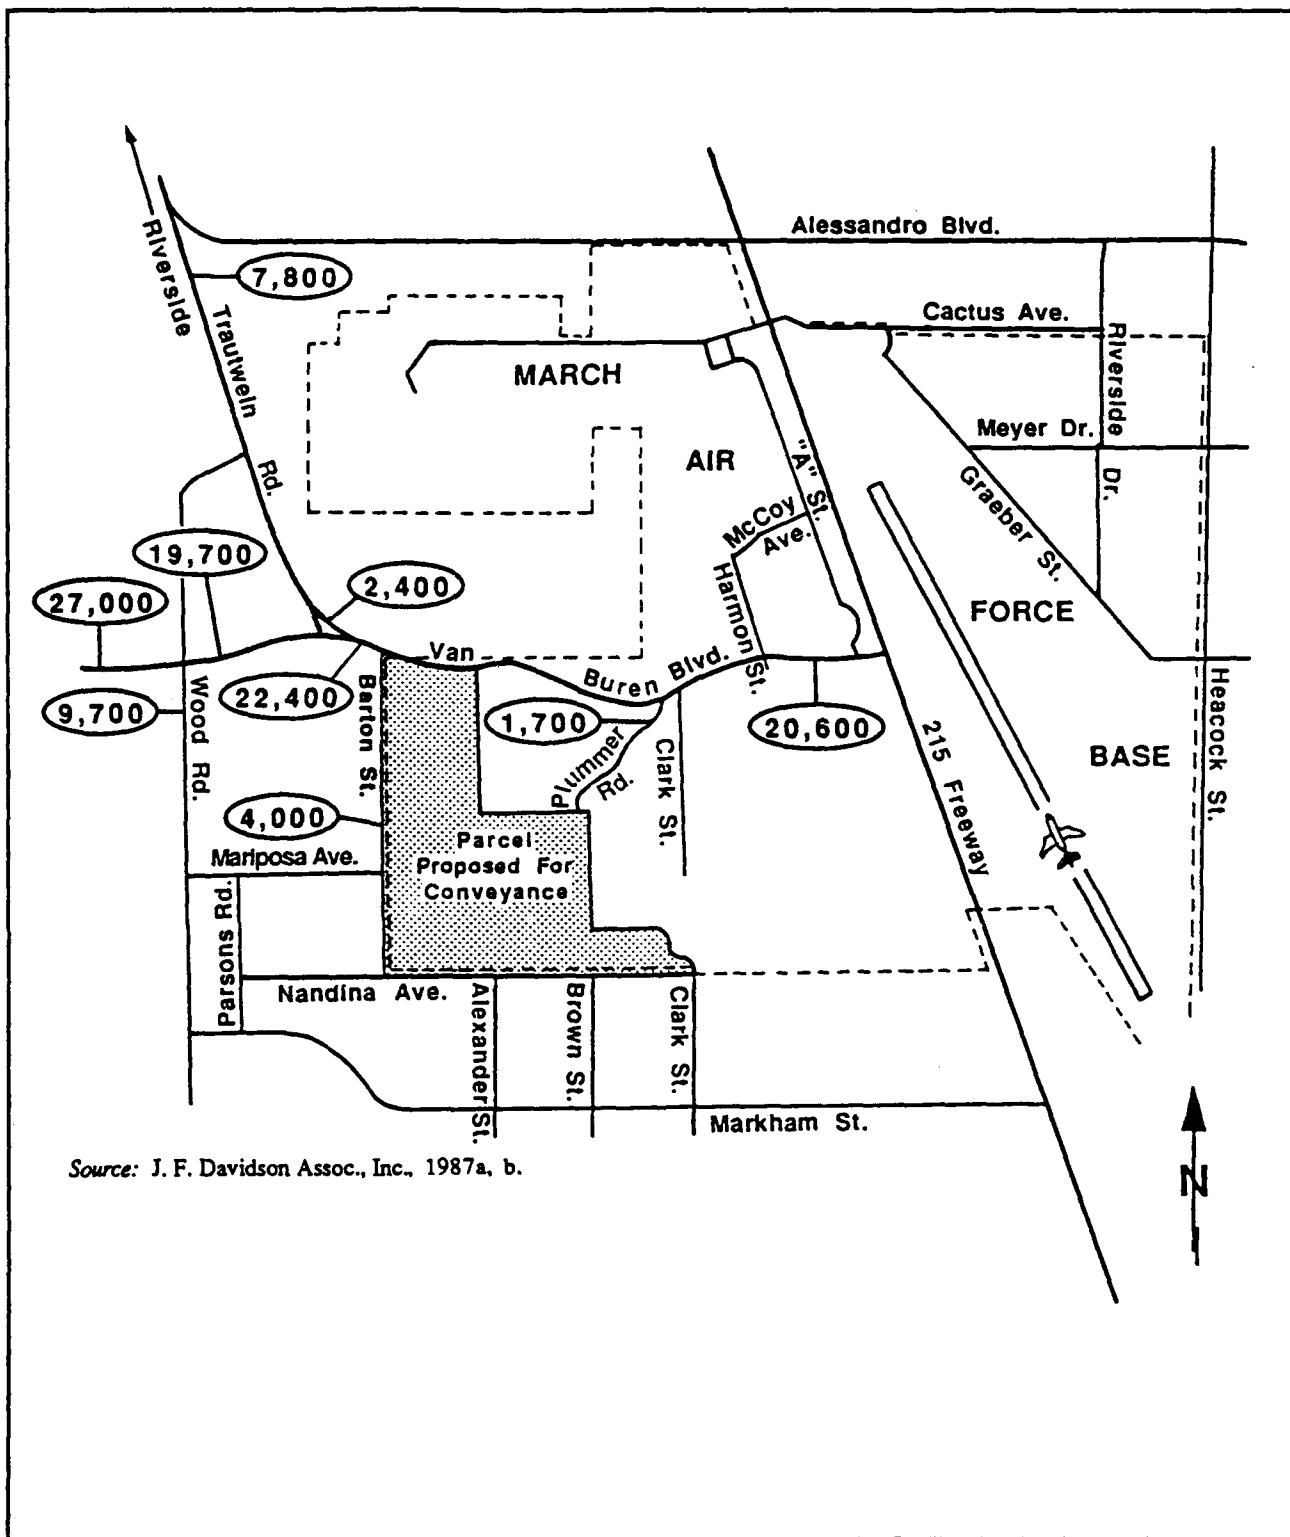 Alessandro Blvd.
Riverside
7,800
Cactus Ave.
Trautwein Rd.
MARCH
Riverside Dr.
Meyer Dr.
AIR
"A" St.
Graeber St.
McCoy Ave.
19,700
2,400
27,000
Harmon St.
FORCE
Van Buren Blvd.
22,400
9,700
Wood Rd.
Barton St.
1,700
20,600
Plummer Rd.
Clark St.
215 Freeway
BASE
Heacock St.
4,000
Mariposa Ave.
Parcel
Proposed For
Conveyance
Parsons Rd.
Nandina Ave.
Alexander St.
Brown St.
Clark St.
Markham St.
Source: J. F. Davidson Assoc., Inc., 1987a, b.
N